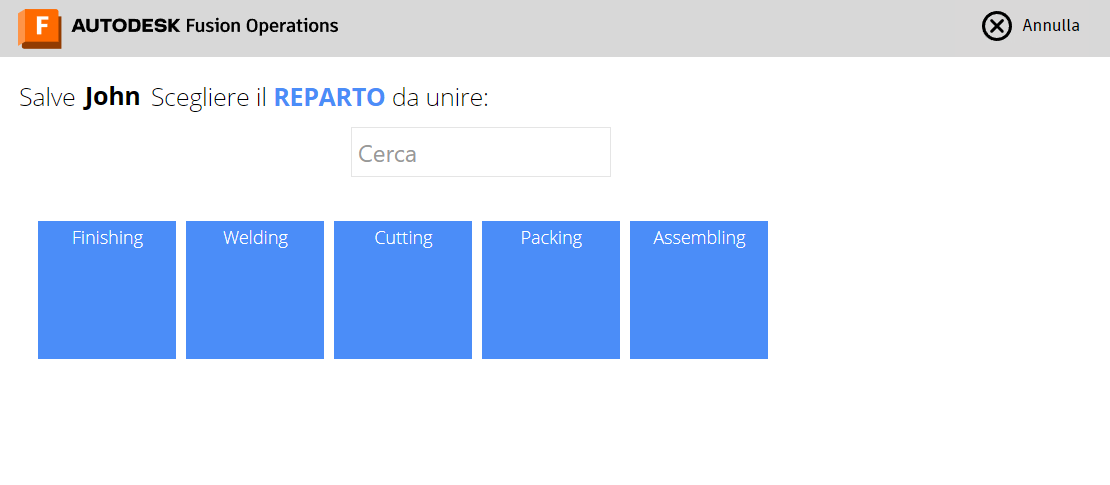 F AUTODESK Fusion Operations Annulla
Salve John Scegliere il REPARTO da unire:
Cerca
Finishing Welding Cutting Packing Assembling